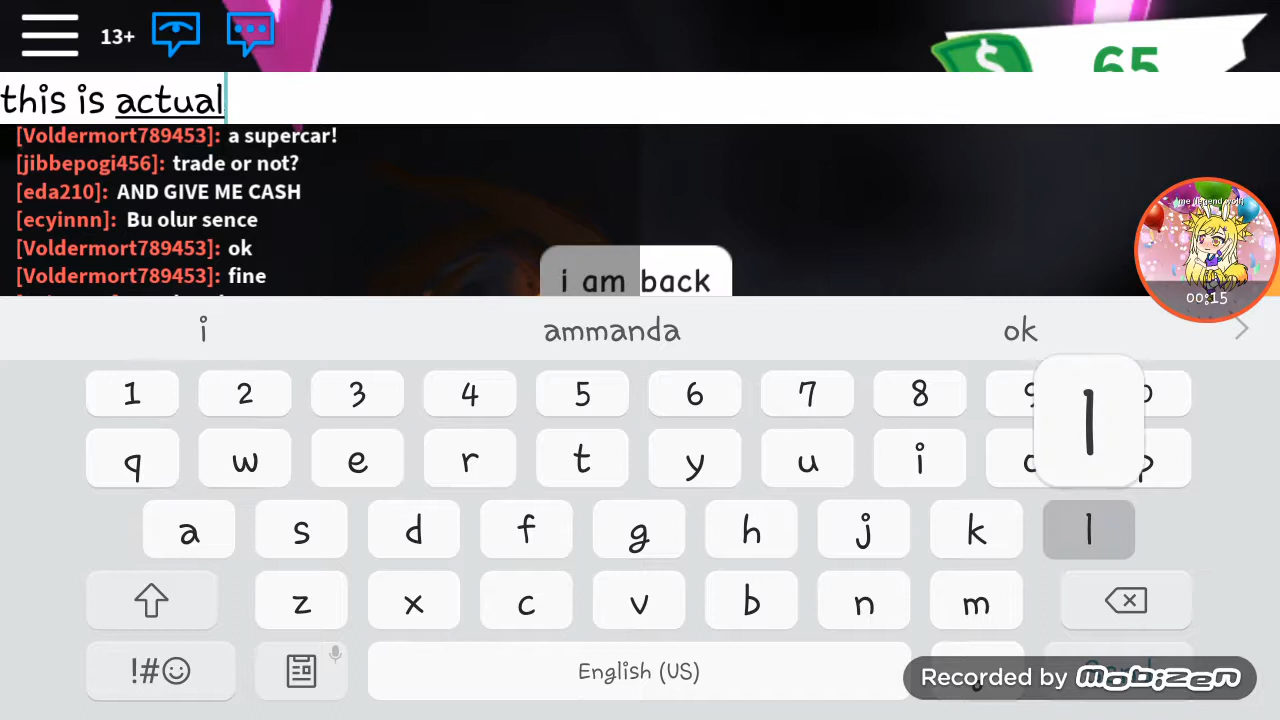 13+
65
this is actual
[Voldermort789453]: a supercar!
[jibbepogi456]: trade or not?
[eda210]: AND GIVE ME CASH
[ecyinnn]: Bu olur sence
[Voldermort789453]: ok
[Voldermort789453]: fine
i am back
00:15
i ammanda ok
1 2 3 4 5 6 7 8 9
l
q w e r t y u i o p
a s d f g h j k l
z x c v b n m
!#☺
English (US)
Recorded by mobizen